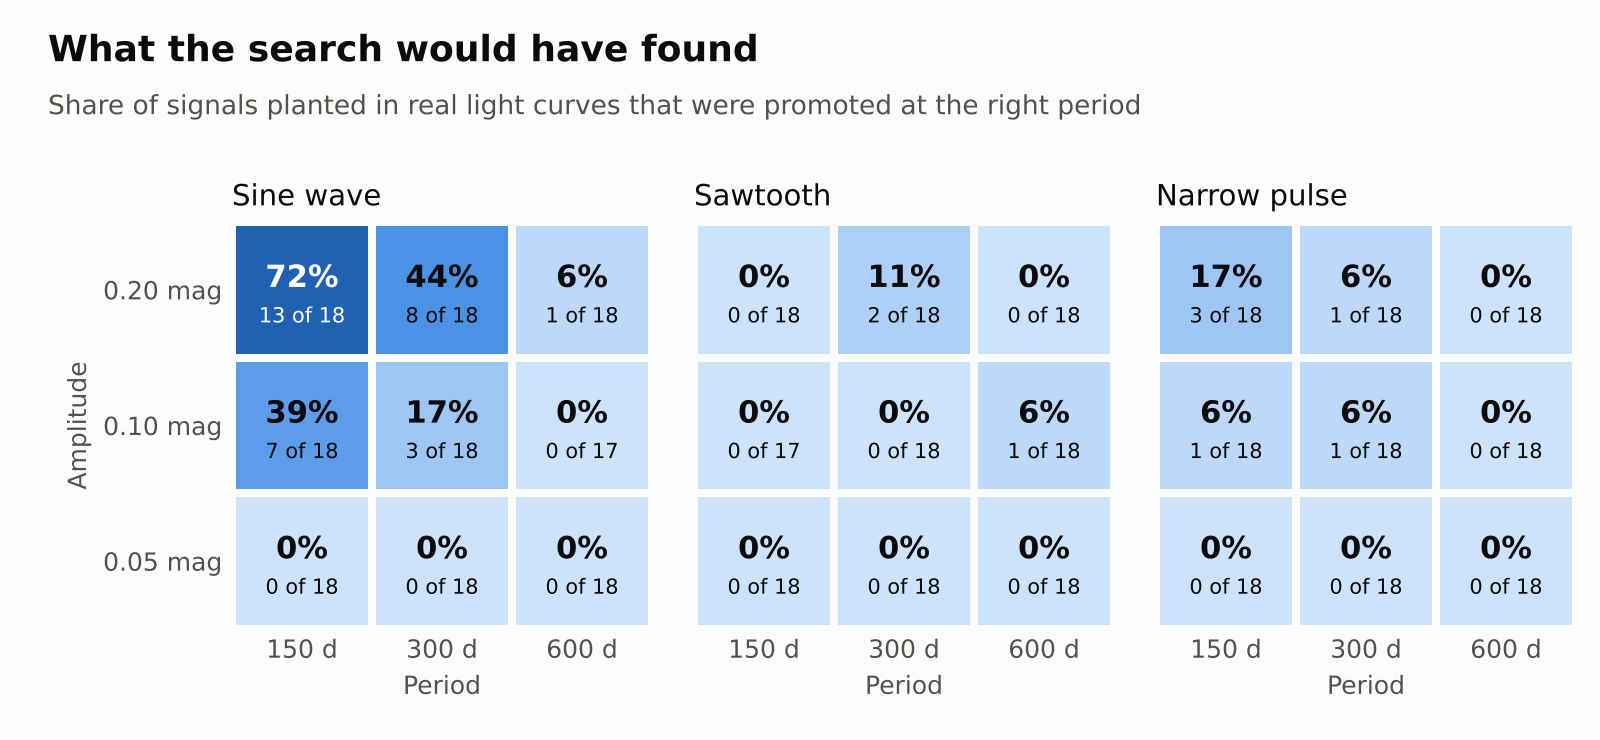 What the search would have found
Share of signals planted in real light curves that were promoted at the right period
Sine wave
Sawtooth
Narrow pulse
Amplitude
0.20 mag
72%
44%
6%
0%
11%
0%
17%
6%
0%
13 of 18
8 of 18
1 of 18
0 of 18
2 of 18
0 of 18
3 of 18
1 of 18
0 of 18
0.10 mag
39%
17%
0%
0%
0%
6%
6%
6%
0%
7 of 18
3 of 18
0 of 17
0 of 17
0 of 18
1 of 18
1 of 18
1 of 18
0 of 18
0.05 mag
0%
0%
0%
0%
0%
0%
0%
0%
0%
0 of 18
0 of 18
0 of 18
0 of 18
0 of 18
0 of 18
0 of 18
0 of 18
0 of 18
150 d
300 d
600 d
150 d
300 d
600 d
150 d
300 d
600 d
Period
Period
Period